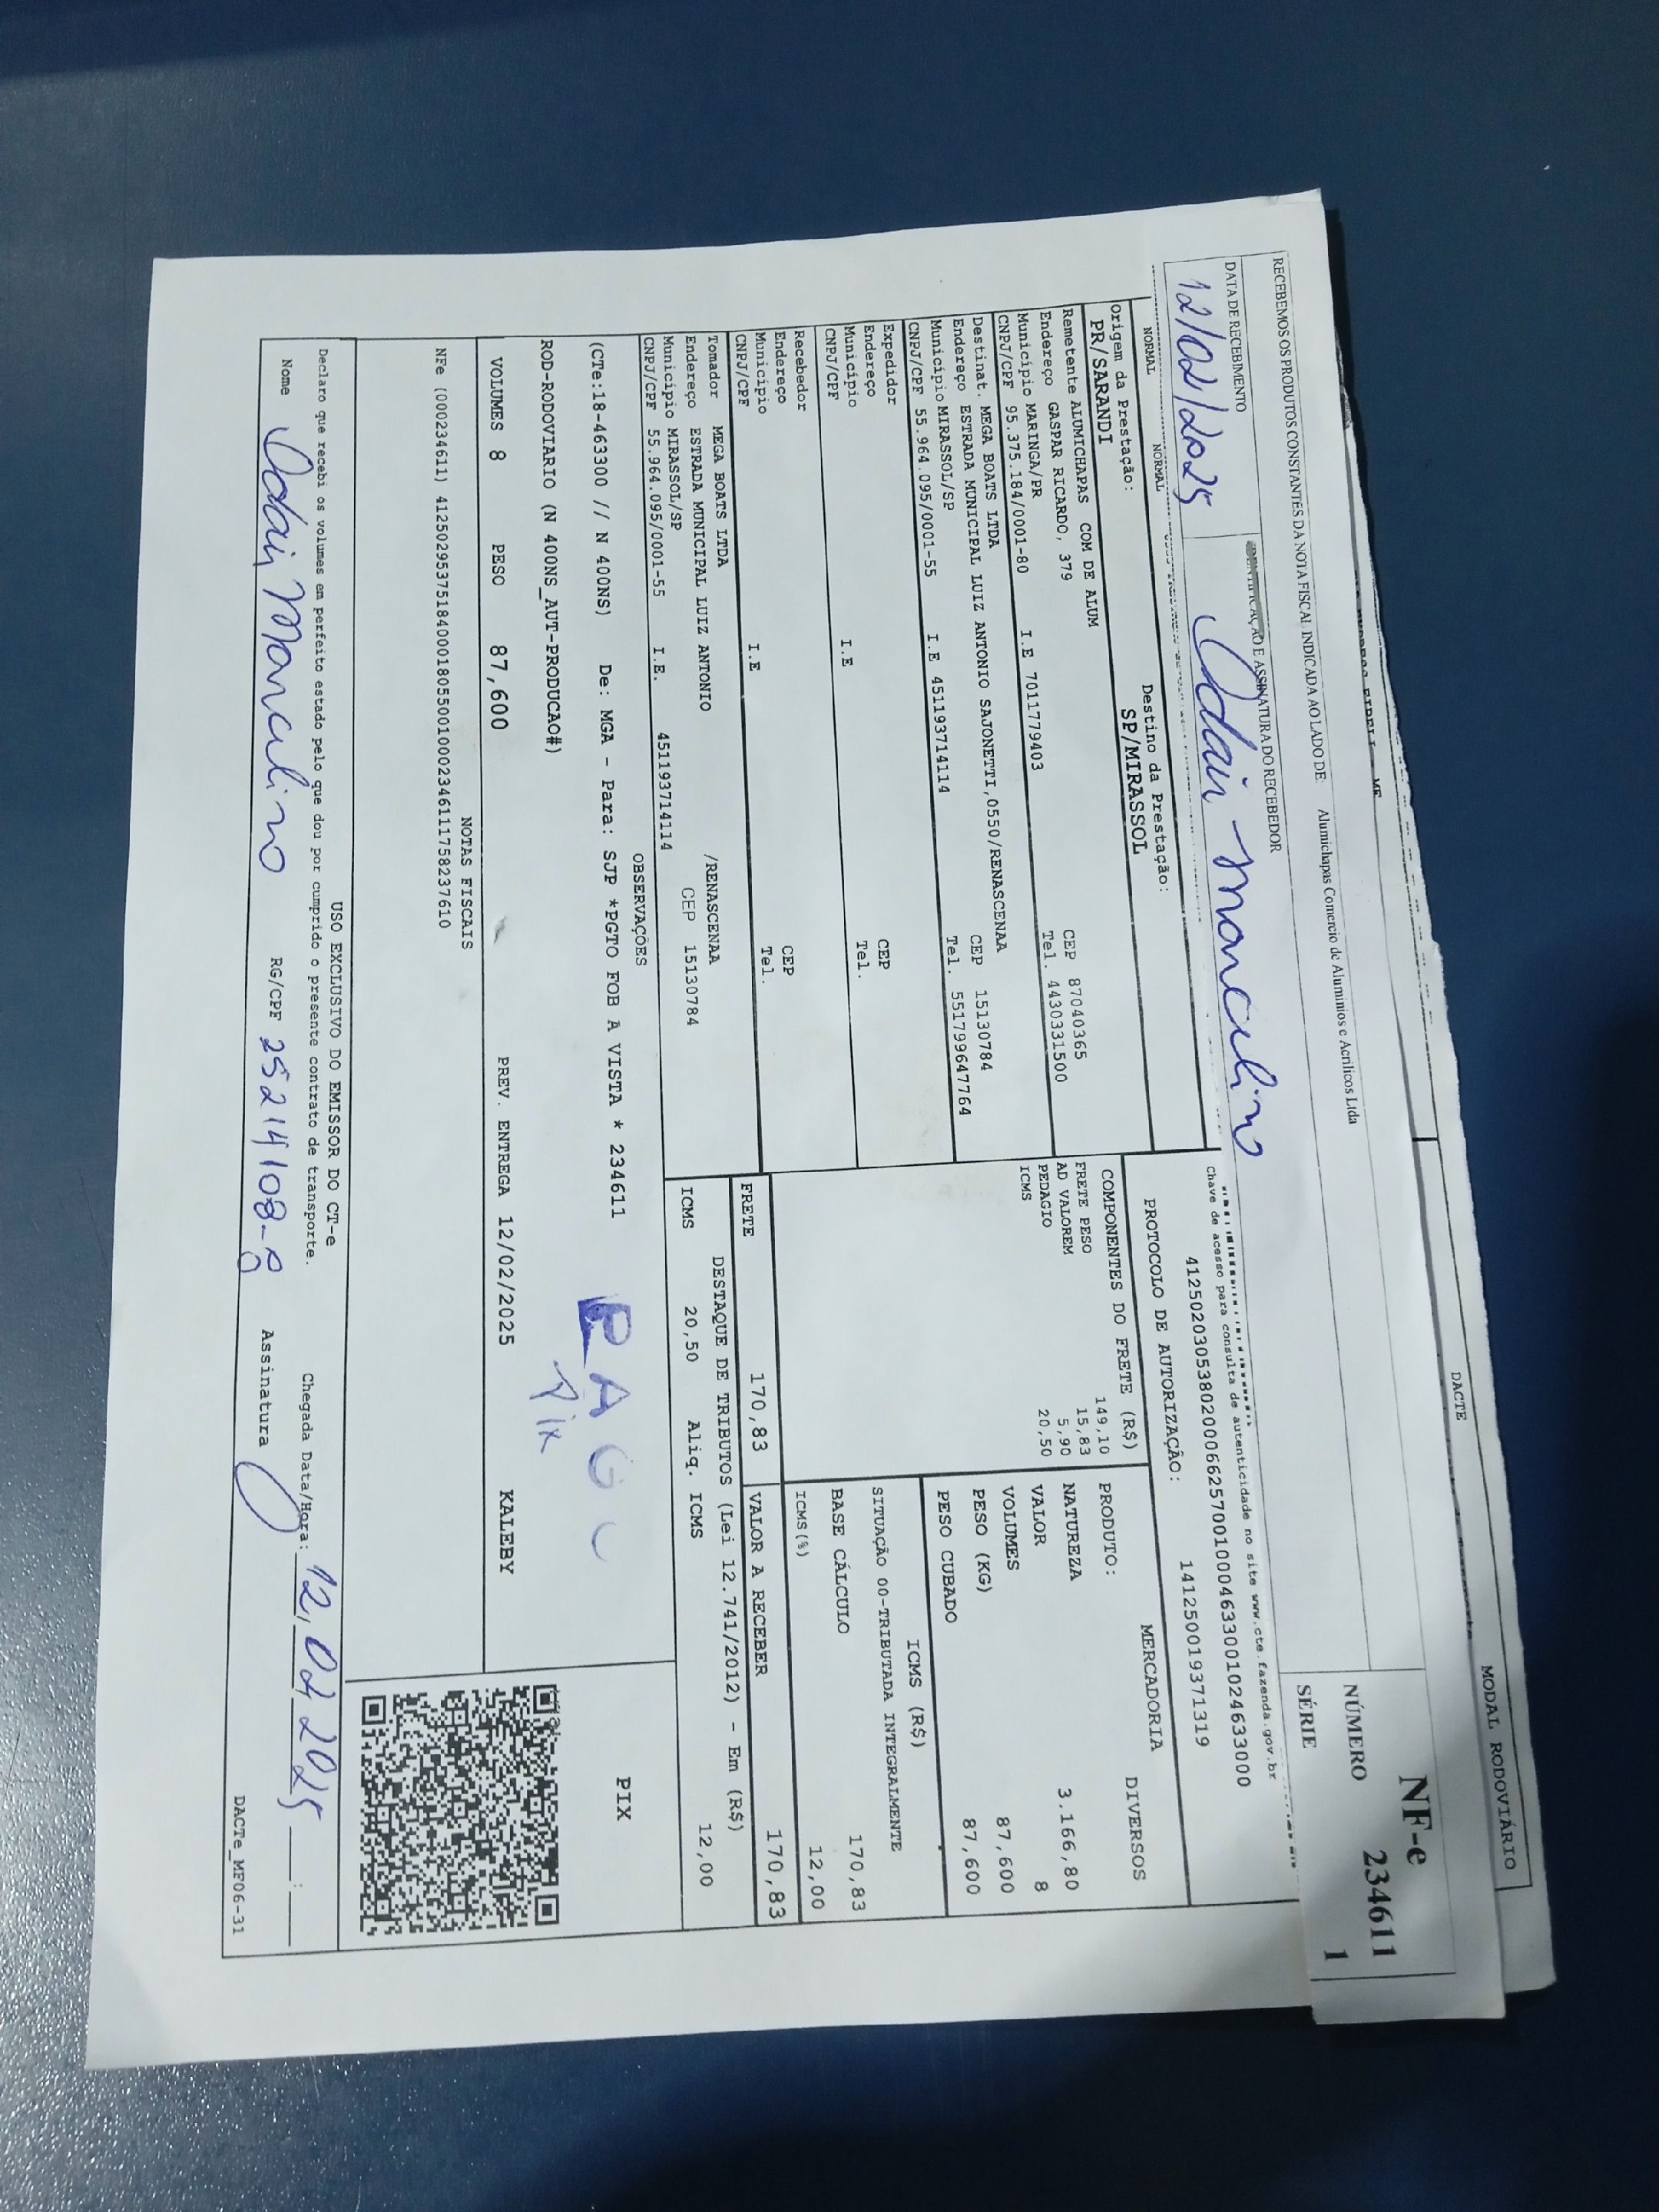 DACTE
MODAL RODOVIÁRIO
RECEBEMOS OS PRODUTOS CONSTANTES DA NOTA FISCAL INDICADA AO LADO DE: Alumichapas Comercio de Aluminios e Acrilicos Ltda
NF-e
NÚMERO 234611
SÉRIE 1
DATA DE RECEBIMENTO
ASSINATURA DO RECEBEDOR
12/02/2025 Odair Marcelino
chave de acesso para consulta de autenticidade no site www.cte.fazenda.gov.br
NORMAL NORMAL
PROTOCOLO DE AUTORIZAÇÃO: 141250019371319
Origem da Prestação: Destino da Prestação:
PR/SARANDI SP/MIRASSOL
Remetente ALUMICHAPAS COM DE ALUM CEP 87040365
Endereço GASPAR RICARDO, 379 Tel. 4430331500
Município MARINGA/PR
CNPJ/CPF 95.375.184/0001-80 I.E 7011779403
Destinat. MEGA BOATS LTDA
Endereço ESTRADA MUNICIPAL LUIZ ANTONIO SAJONETTI,0550/RENASCENAA CEP 15130784
Município MIRASSOL/SP Tel. 5517996477​64
CNPJ/CPF 55.964.095/0001-55 I.E 451193714114
Expedidor
Endereço CEP
Município Tel.
CNPJ/CPF I.E
Recebedor
Endereço CEP
Município Tel.
CNPJ/CPF I.E
Tomador MEGA BOATS LTDA
Endereço ESTRADA MUNICIPAL LUIZ ANTONIO /RENASCENAA
Município MIRASSOL/SP CEP 15130784
CNPJ/CPF 55.964.095/0001-55 I.E. 451193714114
COMPONENTES DO FRETE (R$)
FRETE PESO 149,10
AD VALOREM 15,83
PEDAGIO 5,90
ICMS 20,50
MERCADORIA
PRODUTO: DIVERSOS
NATUREZA
VALOR 3.166,80
VOLUMES 8
PESO (KG) 87,600
PESO CUBADO 87,600
ICMS (R$)
SITUAÇÃO 00-TRIBUTADA INTEGRALMENTE
BASE CÁLCULO 170,83
ICMS(%) 12,00
FRETE 170,83 VALOR A RECEBER 170,83
DESTAQUE DE TRIBUTOS (Lei 12.741/2012) - Em (R$)
ICMS 20,50 Aliq. ICMS 12,00
OBSERVAÇÕES
(CTe:18-463300 // N 400NS) De: MGA - Para: SJP *PGTO FOB A VISTA * 234611
ROD-RODOVIARIO (N 400NS_AUT-PRODUCAO#)
PAGO
PIX
PIX
VOLUMES 8 PESO 87,600 PREV. ENTREGA 12/02/2025 KALEBY
NOTAS FISCAIS
NFe (000234611) 41250295375184000180550010002346111758237610
USO EXCLUSIVO DO EMISSOR DO CT-e
Declaro que recebi os volumes em perfeito estado pelo que dou por cumprido o presente contrato de transporte.
Chegada Data/Hora: 12/02/2025 __:__
Nome Odair Marcelino RG/CPF 25214108-8 Assinatura
DACTe_MF06-31